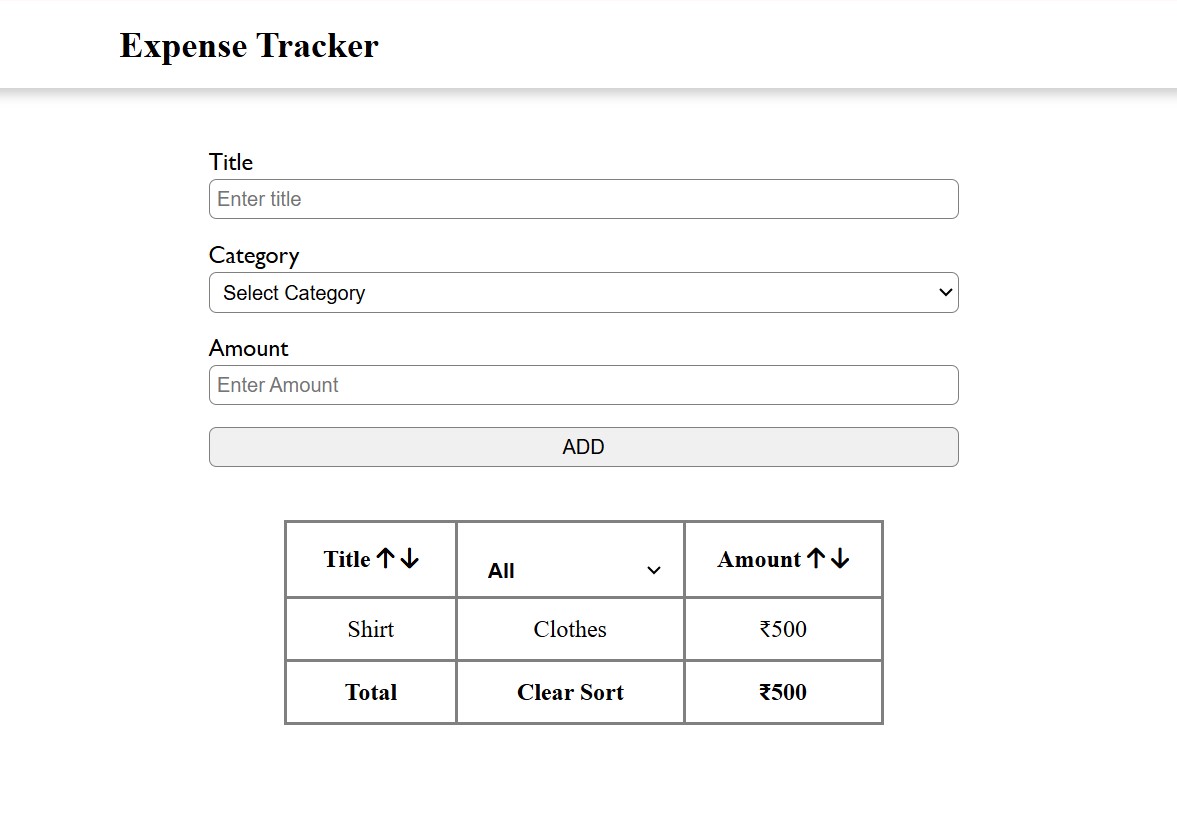 Expense Tracker
Title
Enter title
Category
Select Category
Amount
Enter Amount
ADD
Title ↑↓ All Amount ↑↓
Shirt Clothes ₹500
Total Clear Sort ₹500